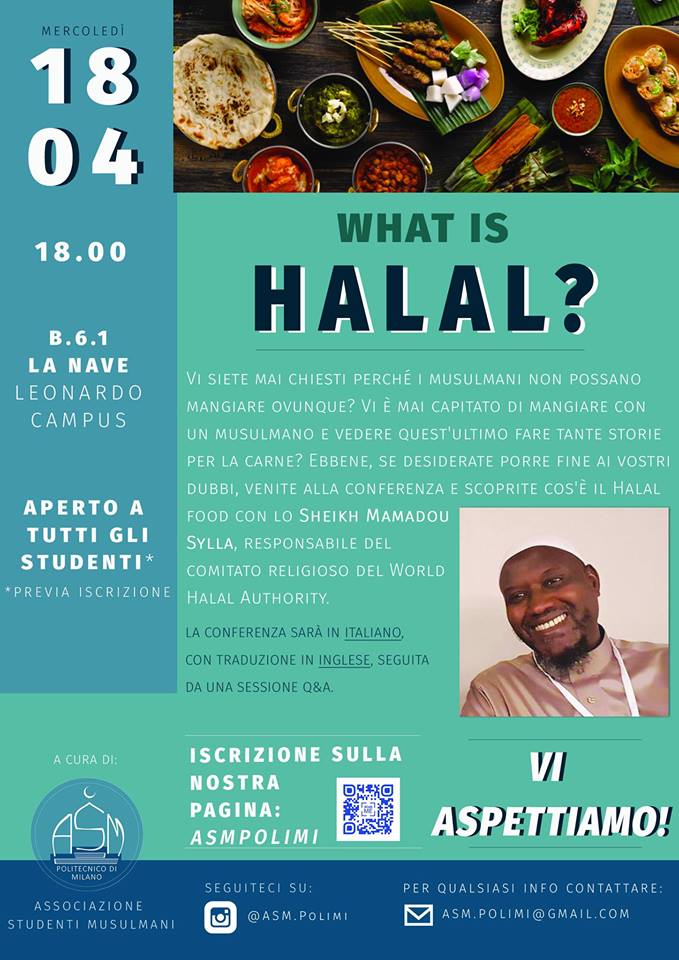 MERCOLEDÌ
18
04
18.00
B.6.1
LA NAVE
LEONARDO
CAMPUS
APERTO A
TUTTI GLI
STUDENTI*
*PREVIA ISCRIZIONE
WHAT IS
HALAL?
VI SIETE MAI CHIESTI PERCHÉ I MUSULMANI NON POSSANO
MANGIARE OVUNQUE? VI È MAI CAPITATO DI MANGIARE CON
UN MUSULMANO E VEDERE QUEST'ULTIMO FARE TANTE STORIE
PER LA CARNE? EBBENE, SE DESIDERATE PORRE FINE AI VOSTRI
DUBBI, VENITE ALLA CONFERENZA E SCOPRITE COS'È IL HALAL
FOOD CON LO SHEIKH MAMADOU
SYLLA, RESPONSABILE DEL
COMITATO RELIGIOSO DEL WORLD
HALAL AUTHORITY.
LA CONFERENZA SARÀ IN ITALIANO,
CON TRADUZIONE IN INGLESE, SEGUITA
DA UNA SESSIONE Q&A.
A CURA DI:
ASM
POLITECNICO DI
MILANO
ASSOCIAZIONE
STUDENTI MUSULMANI
ISCRIZIONE SULLA
NOSTRA
PAGINA:
ASMPOLIMI
VI
ASPETTIAMO!
SEGUITECI SU:
@ASM.POLIMI
PER QUALSIASI INFO CONTATTARE:
ASM.POLIMI@GMAIL.COM